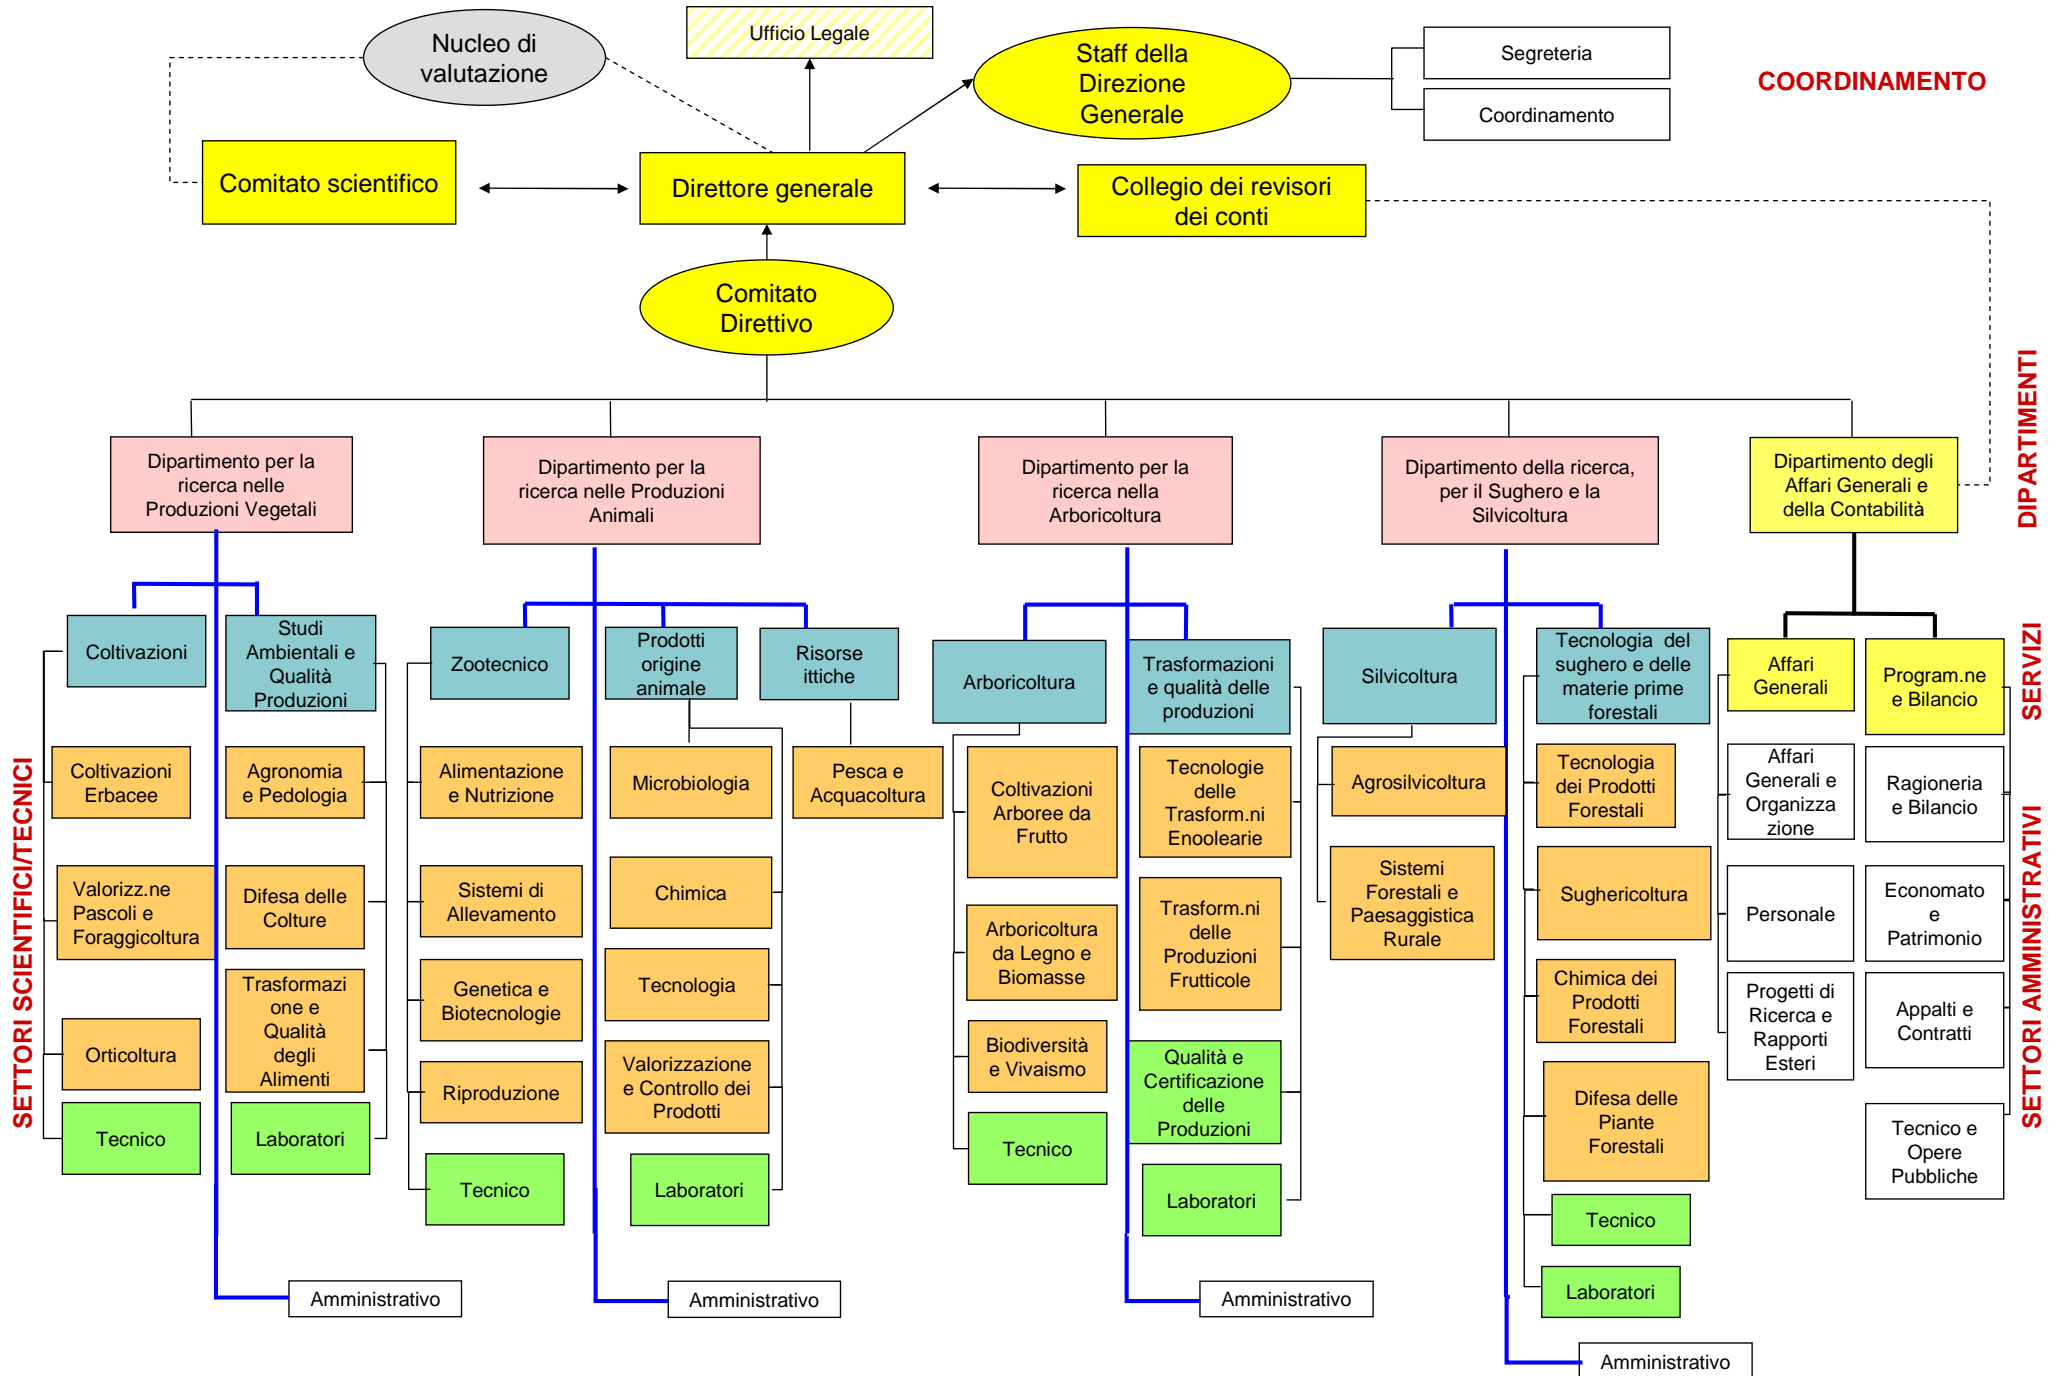 Nucleo di
valutazione
Ufficio Legale
Staff della
Direzione
Generale
Segreteria
Coordinamento
COORDINAMENTO
Comitato scientifico
Direttore generale
Collegio dei revisori
dei conti
Comitato
Direttivo
DIPARTIMENTI
Dipartimento per la
ricerca nelle
Produzioni Vegetali
Dipartimento per la
ricerca nelle Produzioni
Animali
Dipartimento per la
ricerca nella
Arboricoltura
Dipartimento della ricerca,
per il Sughero e la
Silvicoltura
Dipartimento degli
Affari Generali e
della Contabilità
SERVIZI
Coltivazioni
Studi
Ambientali e
Qualità
Produzioni
Zootecnico
Prodotti
origine
animale
Risorse
ittiche
Arboricoltura
Trasformazioni
e qualità delle
produzioni
Silvicoltura
Tecnologia del
sughero e delle
materie prime
forestali
Affari
Generali
Program.ne
e Bilancio
SETTORI SCIENTIFICI/TECNICI
SETTORI AMMINISTRATIVI
Coltivazioni
Erbacee
Valorizz.ne
Pascoli e
Foraggicoltura
Orticoltura
Tecnico
Agronomia
e Pedologia
Difesa delle
Colture
Trasformazi
one e
Qualità
degli
Alimenti
Laboratori
Alimentazione
e Nutrizione
Sistemi di
Allevamento
Genetica e
Biotecnologie
Riproduzione
Tecnico
Microbiologia
Chimica
Tecnologia
Valorizzazione
e Controllo dei
Prodotti
Laboratori
Pesca e
Acquacoltura
Coltivazioni
Arboree da
Frutto
Arboricoltura
da Legno e
Biomasse
Biodiversità
e Vivaismo
Tecnico
Tecnologie
delle
Trasform.ni
Enoolearie
Trasform.ni
delle
Produzioni
Frutticole
Qualità e
Certificazione
delle
Produzioni
Laboratori
Agrosilvicoltura
Sistemi
Forestali e
Paesaggistica
Rurale
Tecnologia
dei Prodotti
Forestali
Sughericoltura
Chimica dei
Prodotti
Forestali
Difesa delle
Piante
Forestali
Tecnico
Laboratori
Affari
Generali e
Organizza
zione
Personale
Progetti di
Ricerca e
Rapporti
Esteri
Ragioneria
e Bilancio
Economato
e
Patrimonio
Appalti e
Contratti
Tecnico e
Opere
Pubbliche
Amministrativo
Amministrativo
Amministrativo
Amministrativo